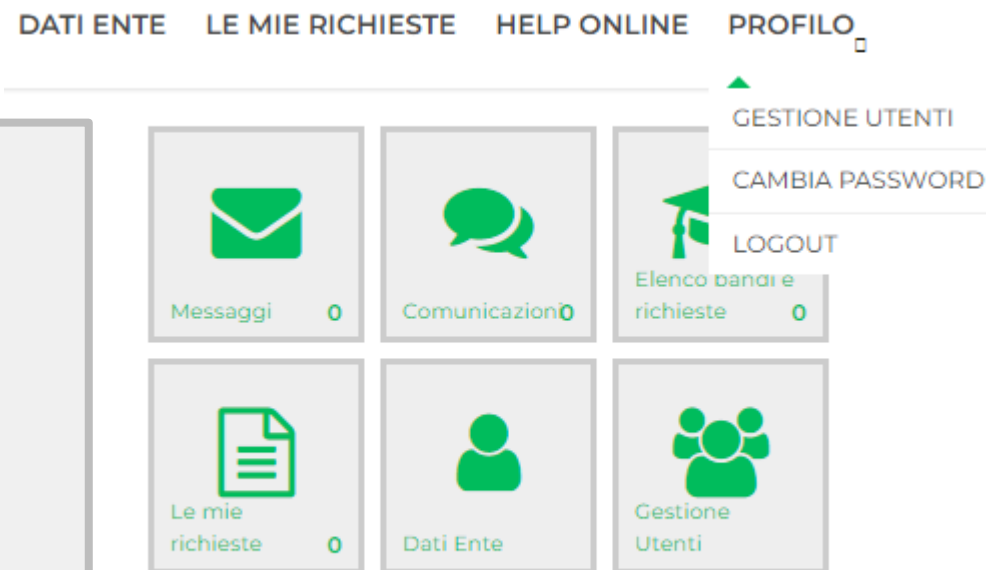 DATI ENTE LE MIE RICHIESTE HELP ONLINE PROFILO
GESTIONE UTENTI
CAMBIA PASSWORD
LOGOUT
Messaggi 0
Comunicazioni 0
Elenco bandi e
richieste 0
Le mie
richieste 0
Dati Ente
Gestione
Utenti